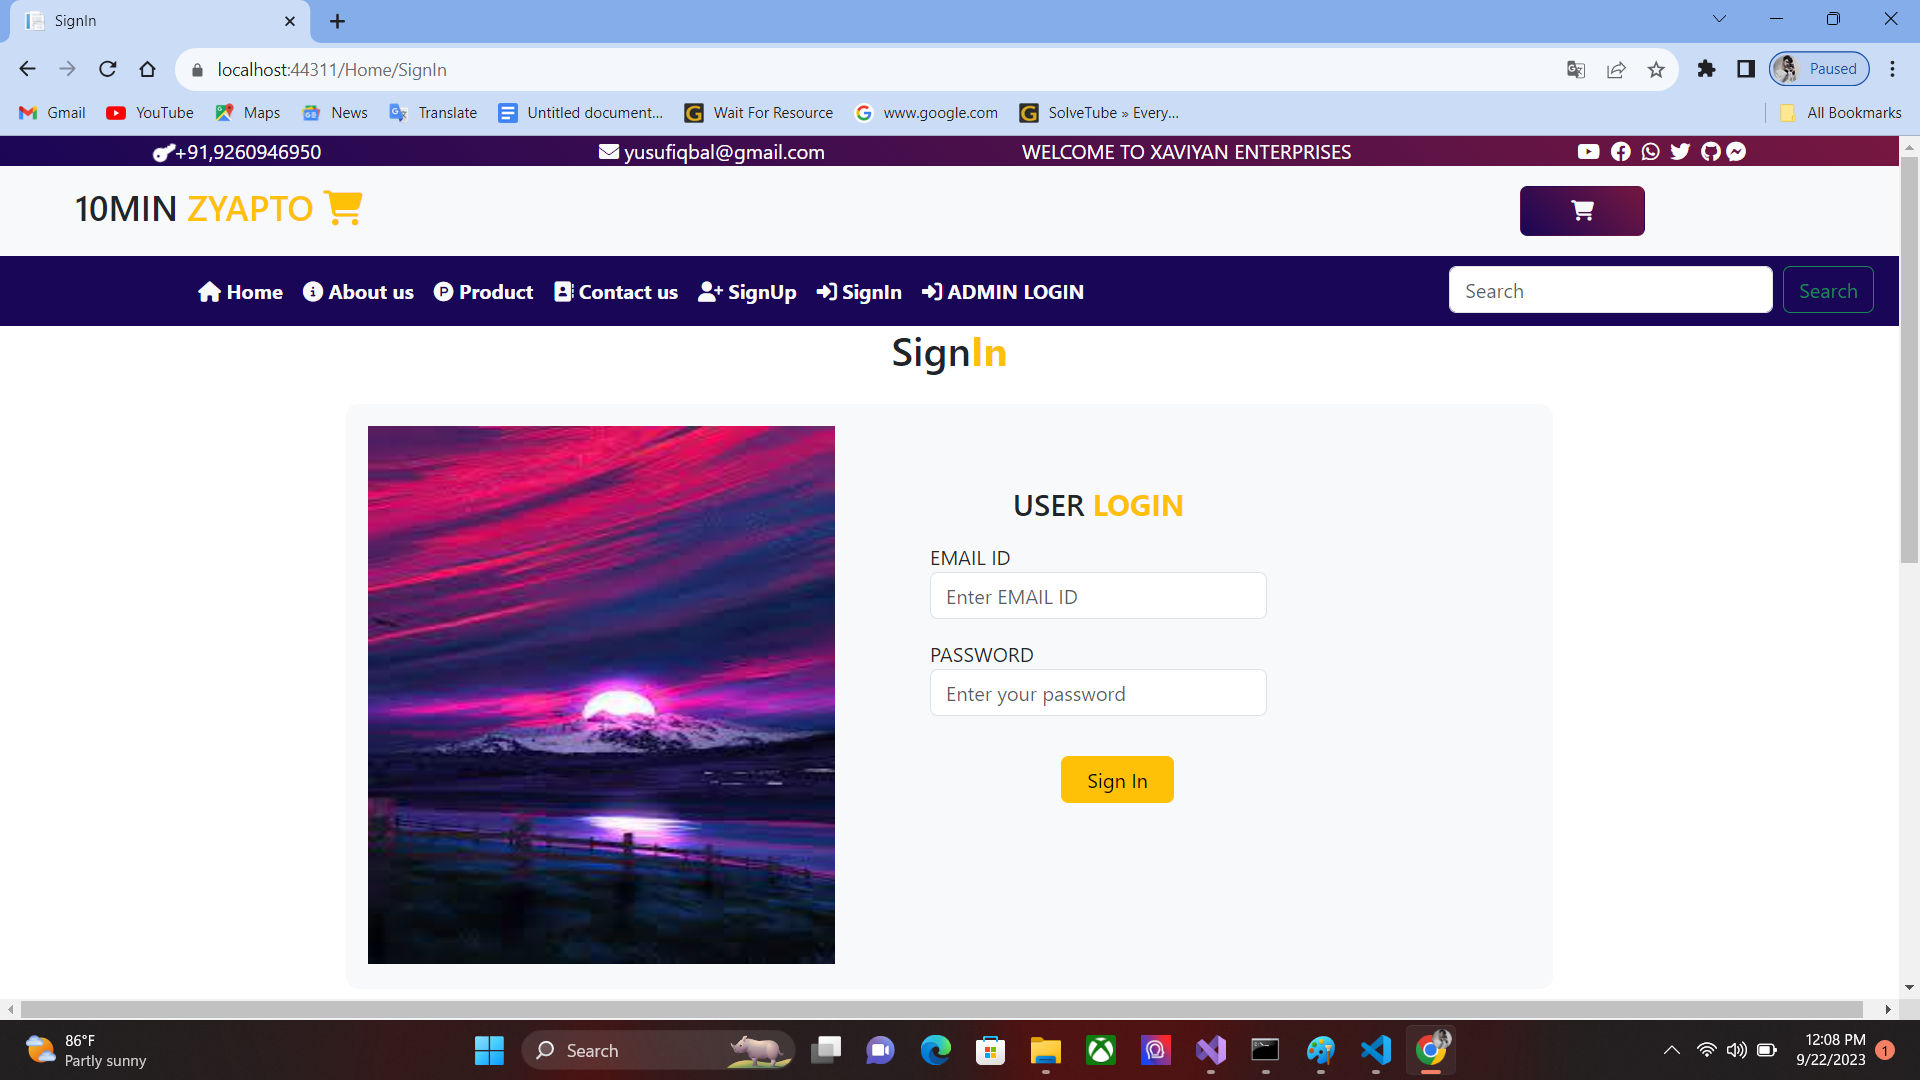 SignIn
localhost:44311/Home/SignIn
Paused
Gmail YouTube Maps News Translate Untitled document... Wait For Resource www.google.com SolveTube » Every... All Bookmarks
+91,9260946950 yusufiqbal@gmail.com WELCOME TO XAVIYAN ENTERPRISES
10MIN ZYAPTO
Home About us Product Contact us SignUp SignIn ADMIN LOGIN Search Search
SignIn
USER LOGIN
EMAIL ID
Enter EMAIL ID
PASSWORD
Enter your password
Sign In
86°F
Partly sunny
Search
12:08 PM
9/22/2023
1